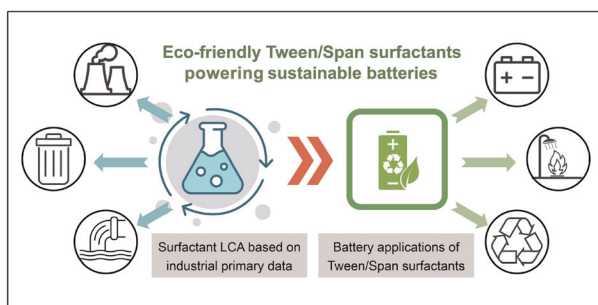 Eco-friendly Tween/Span surfactants
powering sustainable batteries
Surfactant LCA based on
industrial primary data
Battery applications of
Tween/Span surfactants